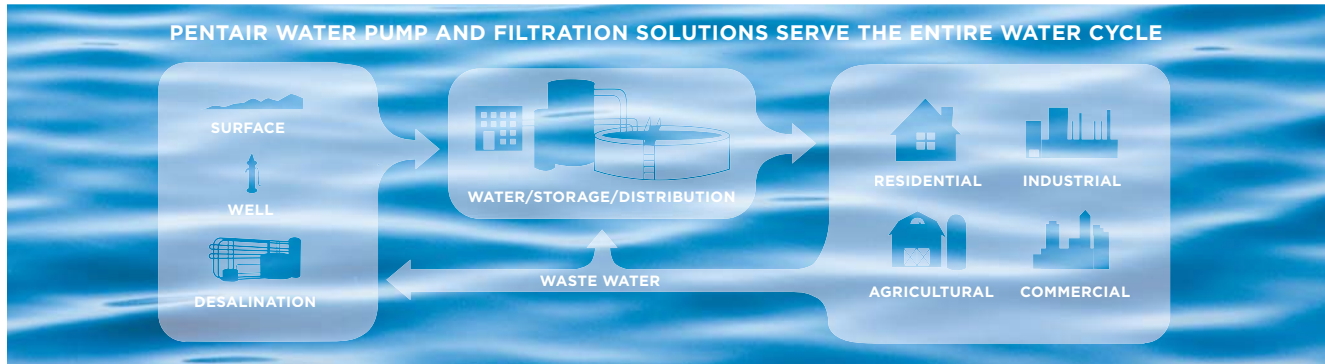 PENTAIR WATER PUMP AND FILTRATION SOLUTIONS SERVE THE ENTIRE WATER CYCLE
SURFACE
WELL
DESALINATION
WATER/STORAGE/DISTRIBUTION
WASTE WATER
RESIDENTIAL
INDUSTRIAL
AGRICULTURAL
COMMERCIAL